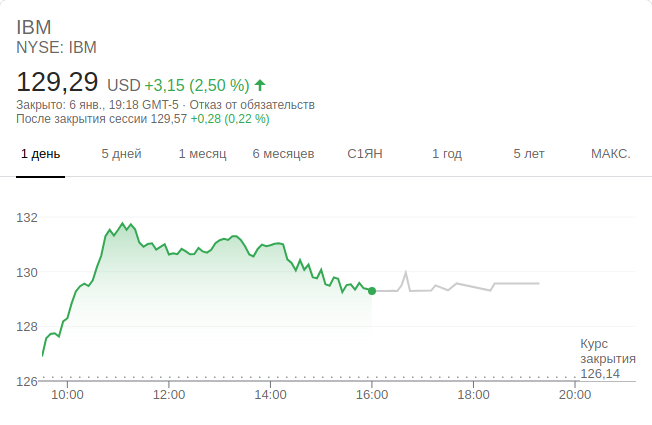 IBM
NYSE: IBM
129,29 USD +3,15 (2,50 %)
Закрыто: 6 янв., 19:18 GMT-5 · Отказ от обязательств
После закрытия сессии 129,57 +0,28 (0,22 %)
1 день 5 дней 1 месяц 6 месяцев С1ЯН 1 год 5 лет МАКС.
132
130
128
Курс
закрытия
126,14
126
10:00 12:00 14:00 16:00 18:00 20:00